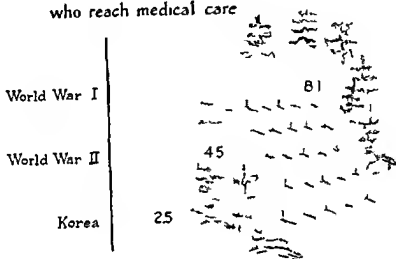 who reach medical care
81
World War I
45
World War II
25
Korea